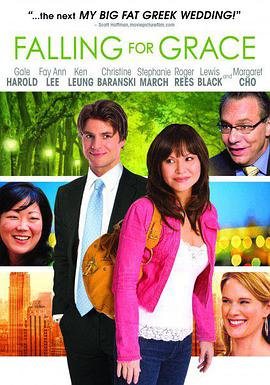 "...the next MY BIG FAT GREEK WEDDING!"
– Scott Hoffman, movepicturefilm.com
FALLING FOR GRACE
Gale Fay Ann Ken Christine Stephanie Roger Lewis and Margaret
HAROLD LEE LEUNG BARANSKI MARCH REES BLACK CHO